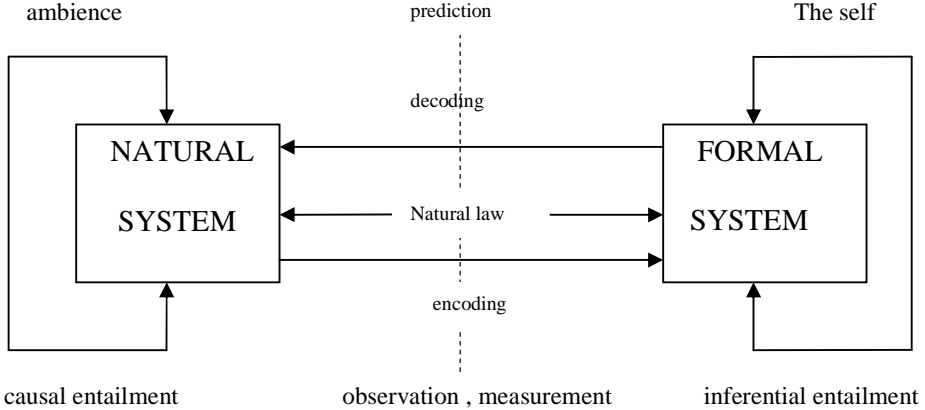 ambience
prediction
The self
decoding
NATURAL
SYSTEM
FORMAL
SYSTEM
Natural law
encoding
causal entailment
observation , measurement
inferential entailment